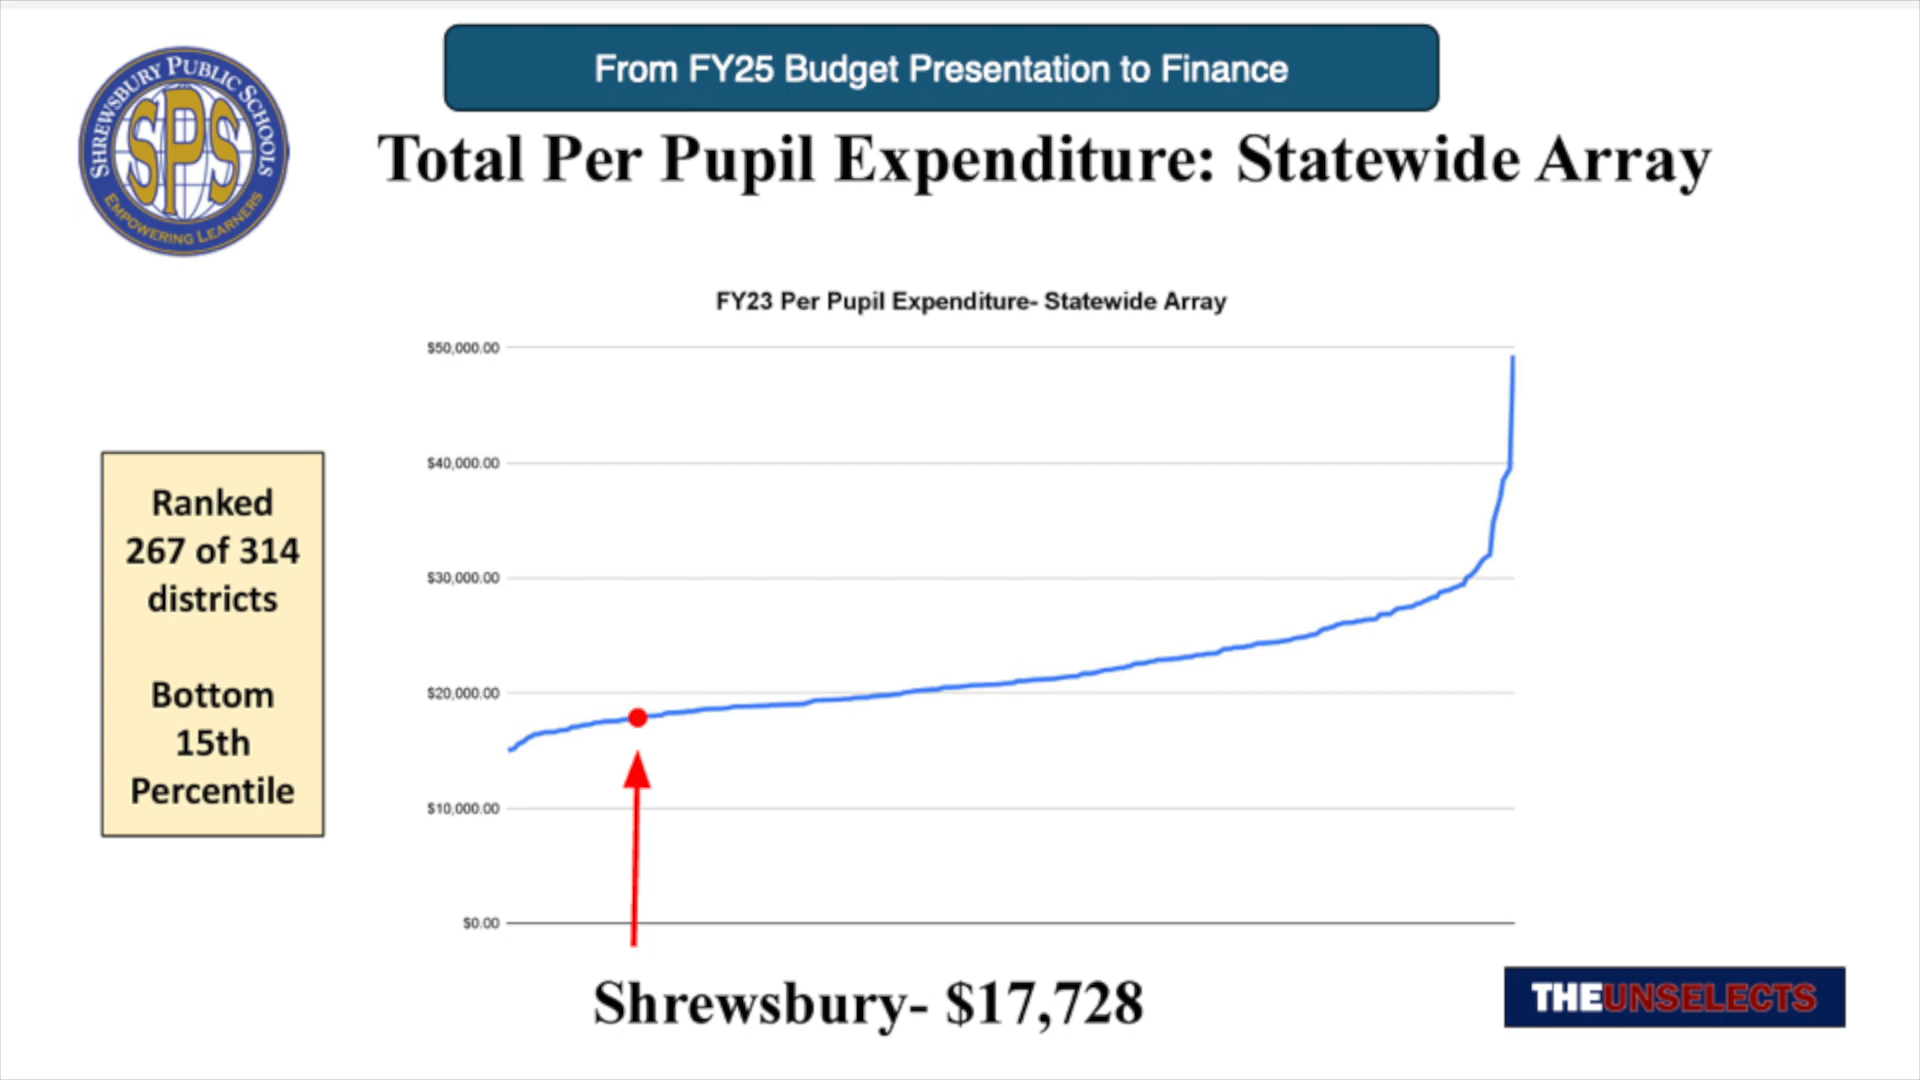 From FY25 Budget Presentation to Finance
SHREWSBURY PUBLIC SCHOOLS
SPS
EMPOWERING LEARNERS
Total Per Pupil Expenditure: Statewide Array
FY23 Per Pupil Expenditure- Statewide Array
$50,000.00
$40,000.00
$30,000.00
$20,000.00
$10,000.00
$0.00
Ranked
267 of 314
districts
Bottom
15th
Percentile
Shrewsbury- $17,728
THEUNSELECTS